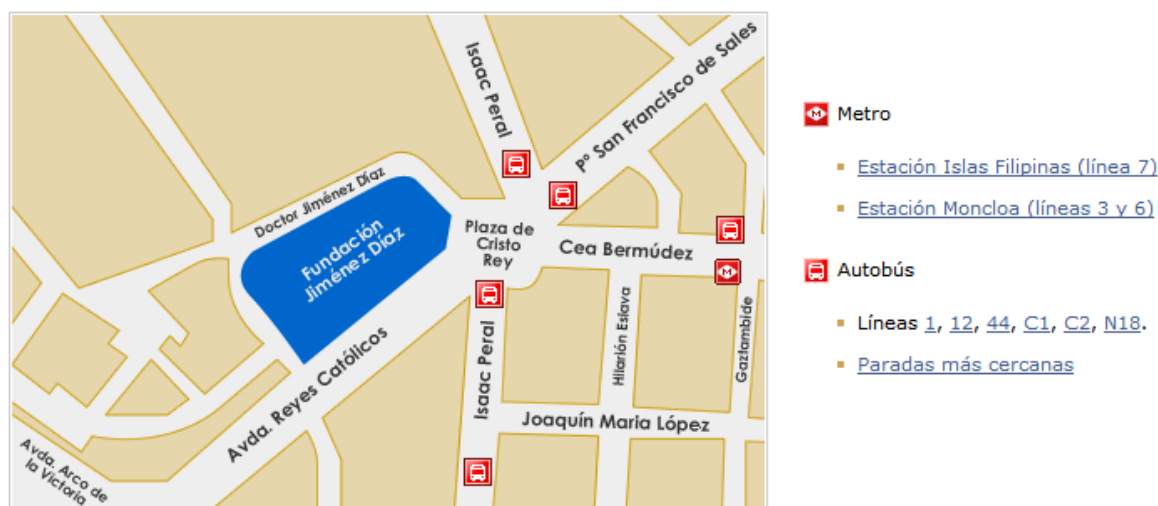 Isaac Peral
Pº San Francisco de Sales
Doctor Jiménez Díaz
Fundación
Jiménez Díaz
Plaza de
Cristo
Rey
Cea Bermúdez
Isaac Peral
Hilarión Eslava
Gaztambide
Avda. Reyes Católicos
Joaquín Maria López
Avda. Arco de
la Victoria
M Metro
Estación Islas Filipinas (línea 7)
Estación Moncloa (líneas 3 y 6)
Autobús
Líneas 1, 12, 44, C1, C2, N18.
Paradas más cercanas